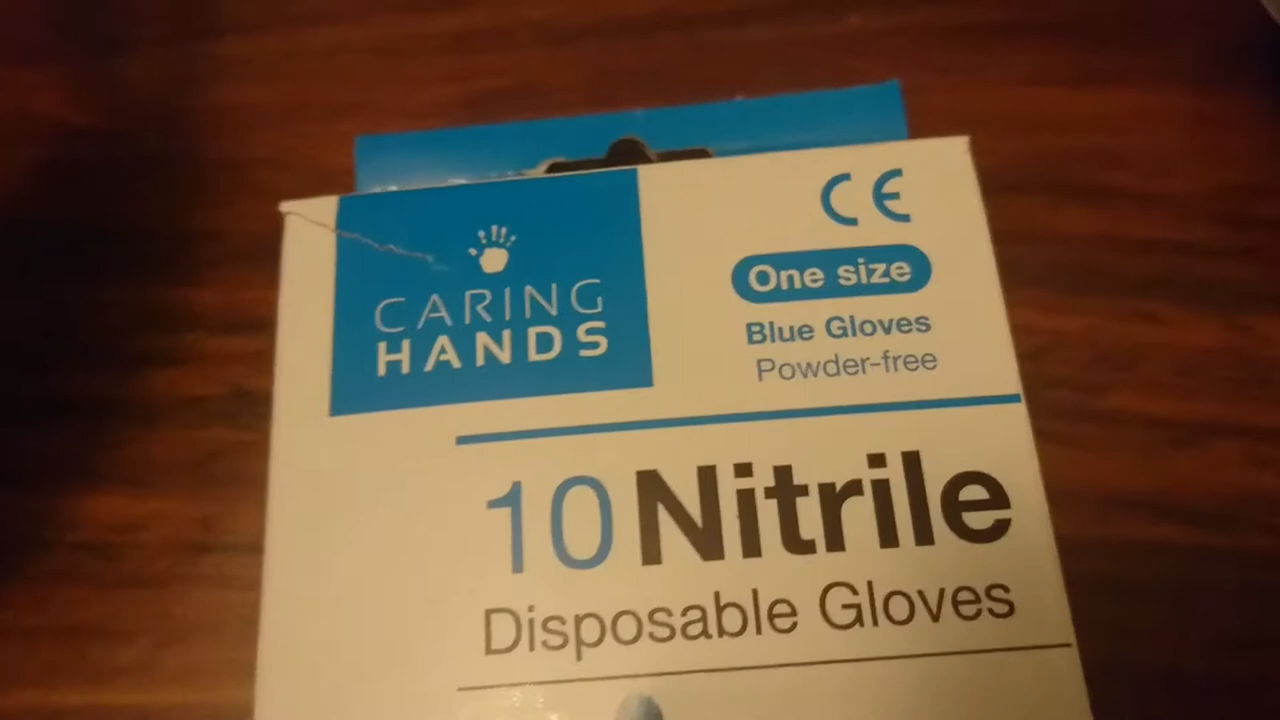 CARING
HANDS
CE
One size
Blue Gloves
Powder-free
10 Nitrile
Disposable Gloves